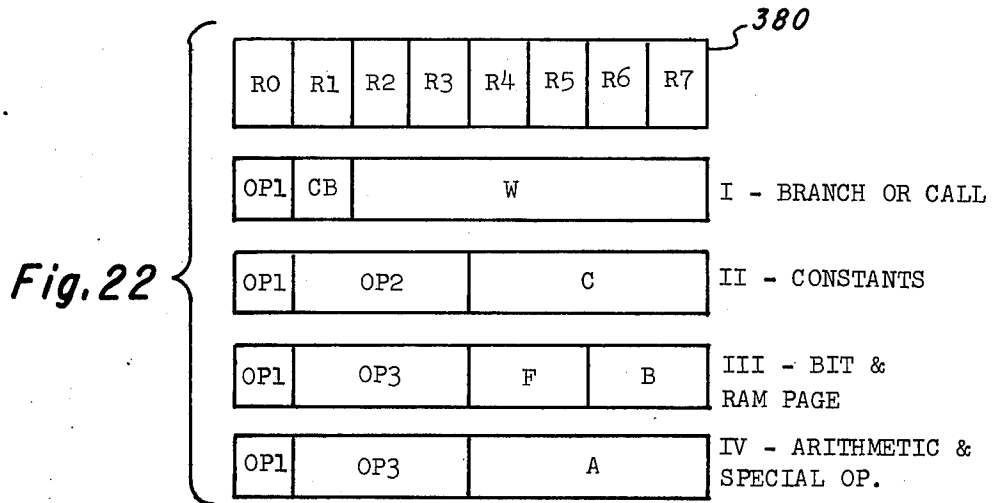 380
R0 R1 R2 R3 R4 R5 R6 R7
OP1 CB W I - BRANCH OR CALL
Fig.22
OP1 OP2 C II - CONSTANTS
OP1 OP3 F B III - BIT &
RAM PAGE
OP1 OP3 A IV - ARITHMETIC &
SPECIAL OP.